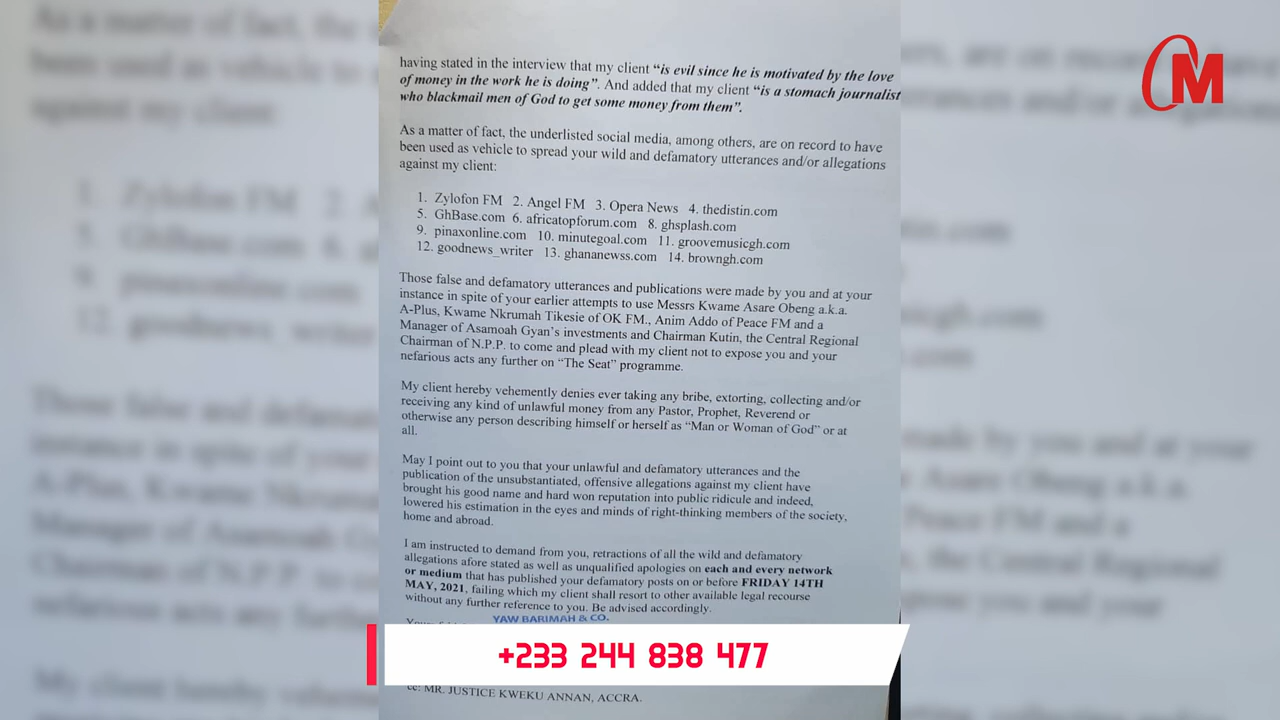 having stated in the interview that my client "is evil since he is motivated by the love
of money in the work he is doing". And added that my client "is a stomach journalist
who blackmail men of God to get some money from them".
As a matter of fact, the underlisted social media, among others, are on record to have
been used as vehicle to spread your wild and defamatory utterances and/or allegations
against my client:
1. Zylofon FM 2. Angel FM 3. Opera News 4. thedistin.com
5. GhBase.com 6. africatopforum.com 8. ghsplash.com
9. pinaxonline.com 10. minutegoal.com 11. groovemusicgh.com
12. goodnews_writer 13. ghananewss.com 14. browngh.com
Those false and defamatory utterances and publications were made by you and at your
instance in spite of your earlier attempts to use Messrs Kwame Asare Obeng a.k.a.
A-Plus, Kwame Nkrumah Tikesie of OK FM., Anim Addo of Peace FM and a
Manager of Asamoah Gyan's investments and Chairman Kutin, the Central Regional
Chairman of N.P.P. to come and plead with my client not to expose you and your
nefarious acts any further on "The Seat" programme.
My client hereby vehemently denies ever taking any bribe, extorting, collecting and/or
receiving any kind of unlawful money from any Pastor, Prophet, Reverend or
otherwise any person describing himself or herself as "Man or Woman of God" or at
all.
May I point out to you that your unlawful and defamatory utterances and the
publication of the unsubstantiated, offensive allegations against my client have
brought his good name and hard won reputation into public ridicule and indeed,
lowered his estimation in the eyes and minds of right-thinking members of the society,
home and abroad.
I am instructed to demand from you, retractions of all the wild and defamatory
allegations afore stated as well as unqualified apologies on each and every network
or medium that has published your defamatory posts on or before FRIDAY 14TH
MAY, 2021, failing which my client shall resort to other available legal recourse
without any further reference to you. Be advised accordingly.
YAW BARIMAH & CO.
+233 244 838 477
cc: MR. JUSTICE KWEKU ANNAN, ACCRA.